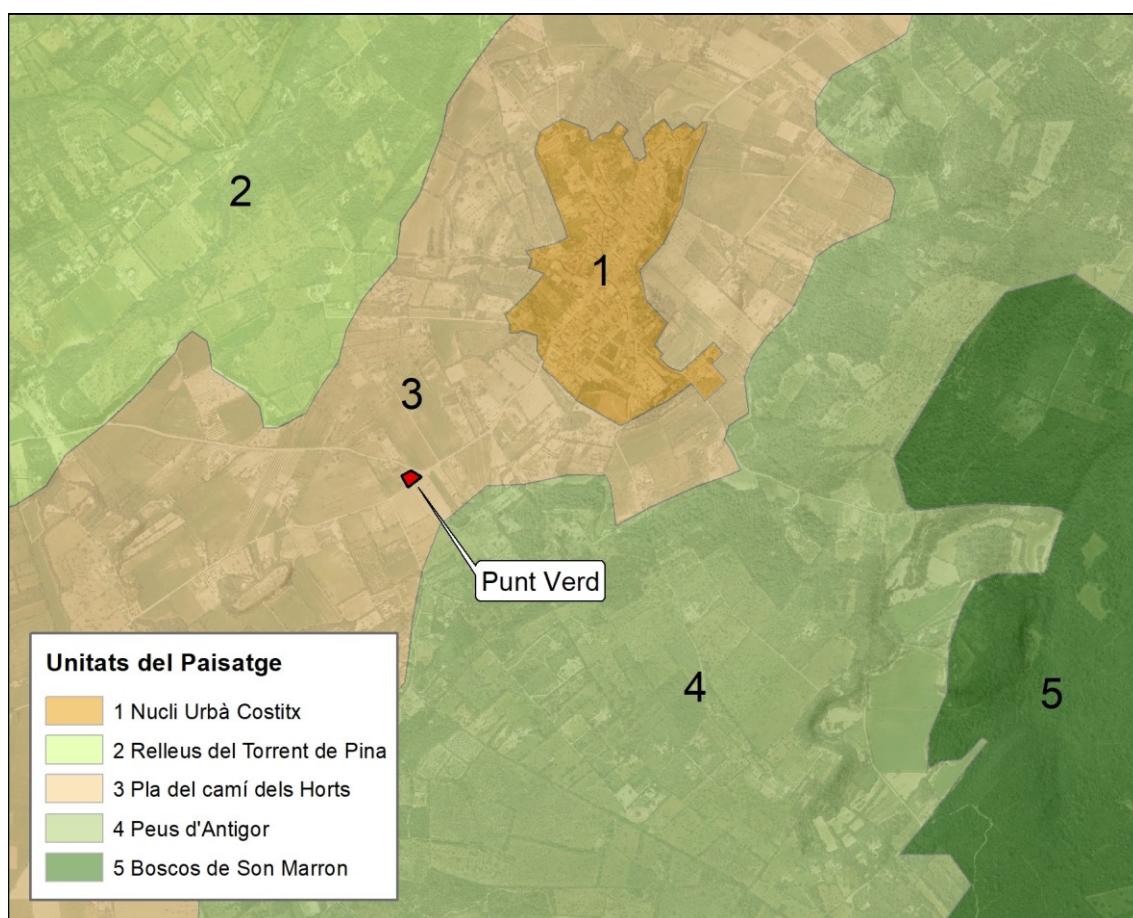 2
1
3
Punt Verd
4
5
Unitats del Paisatge
1 Nucli Urbà Costitx
2 Relleus del Torrent de Pina
3 Pla del camí dels Horts
4 Peus d'Antigor
5 Boscos de Son Marron